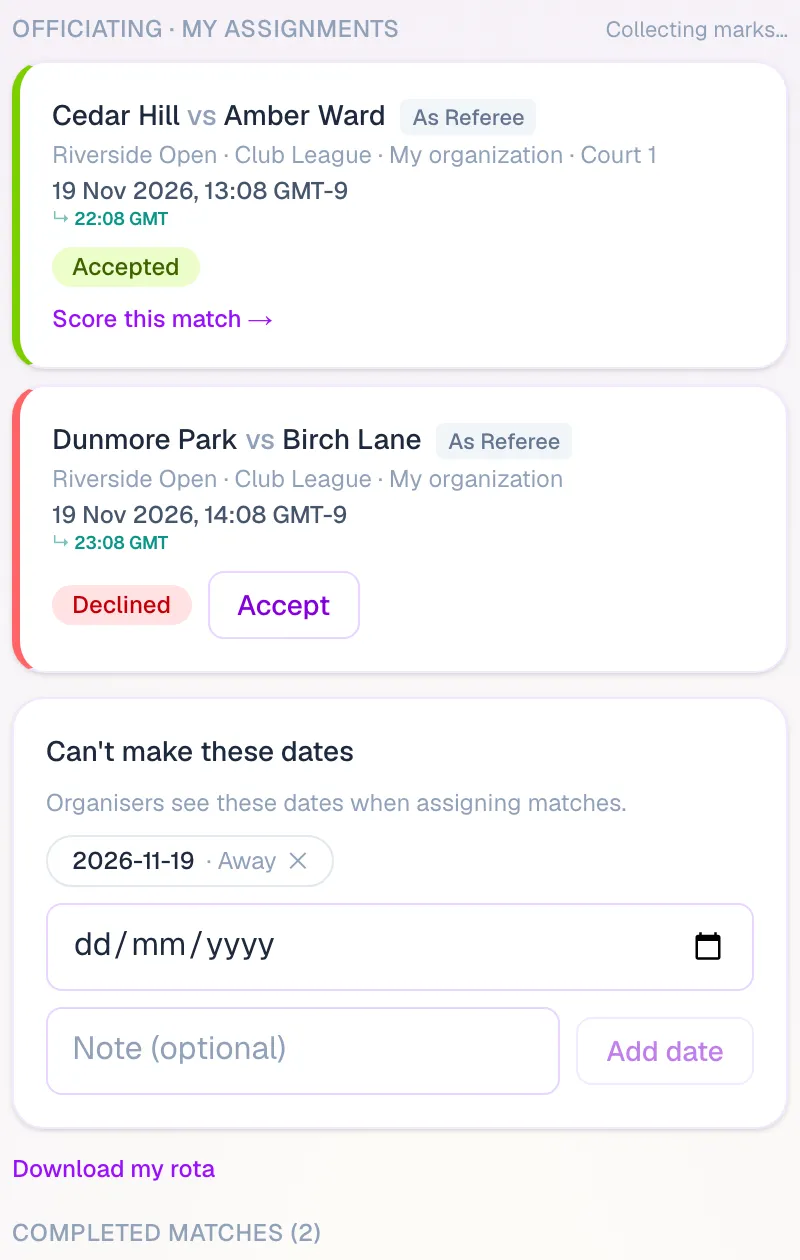 OFFICIATING · MY ASSIGNMENTS
Collecting marks…
Cedar Hill vs Amber Ward As Referee
Riverside Open · Club League · My organization · Court 1
19 Nov 2026, 13:08 GMT-9
↳ 22:08 GMT
Accepted
Score this match →
Dunmore Park vs Birch Lane As Referee
Riverside Open · Club League · My organization
19 Nov 2026, 14:08 GMT-9
↳ 23:08 GMT
Declined Accept
Can't make these dates
Organisers see these dates when assigning matches.
2026-11-19 · Away ×
dd/mm/yyyy
Note (optional) Add date
Download my rota
COMPLETED MATCHES (2)